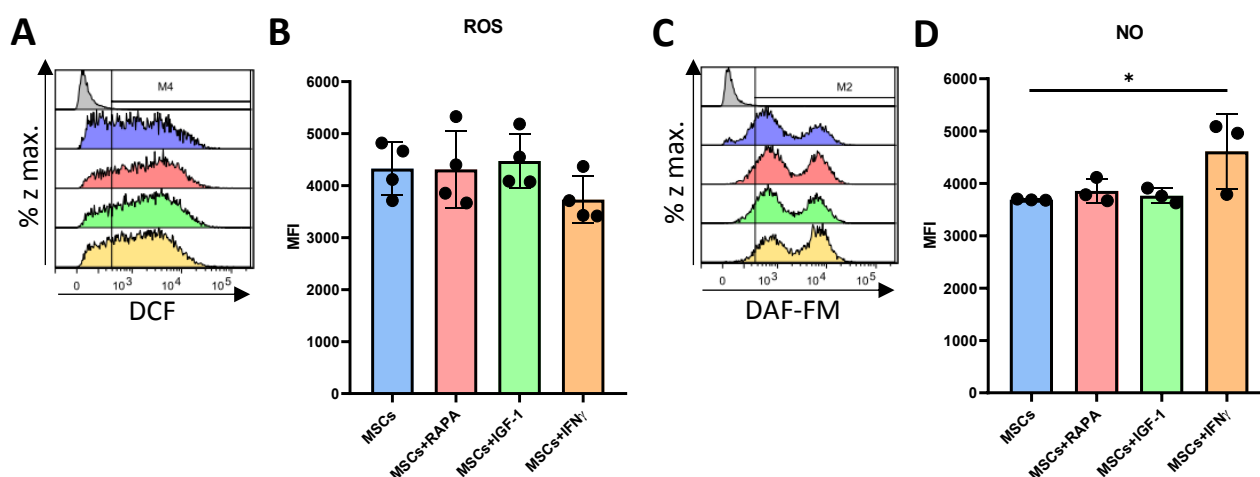 A
% z max.
M4
0 10³ 10⁴ 10⁵
DCF
B
ROS
MFI
6000
5000
4000
3000
2000
1000
0
MSCs
MSCs+RAPA
MSCs+IGF-1
MSCs+IFNγ
C
% z max.
M2
0 10³ 10⁴ 10⁵
DAF-FM
D
NO
*
MFI
6000
5000
4000
3000
2000
1000
0
MSCs
MSCs+RAPA
MSCs+IGF-1
MSCs+IFNγ